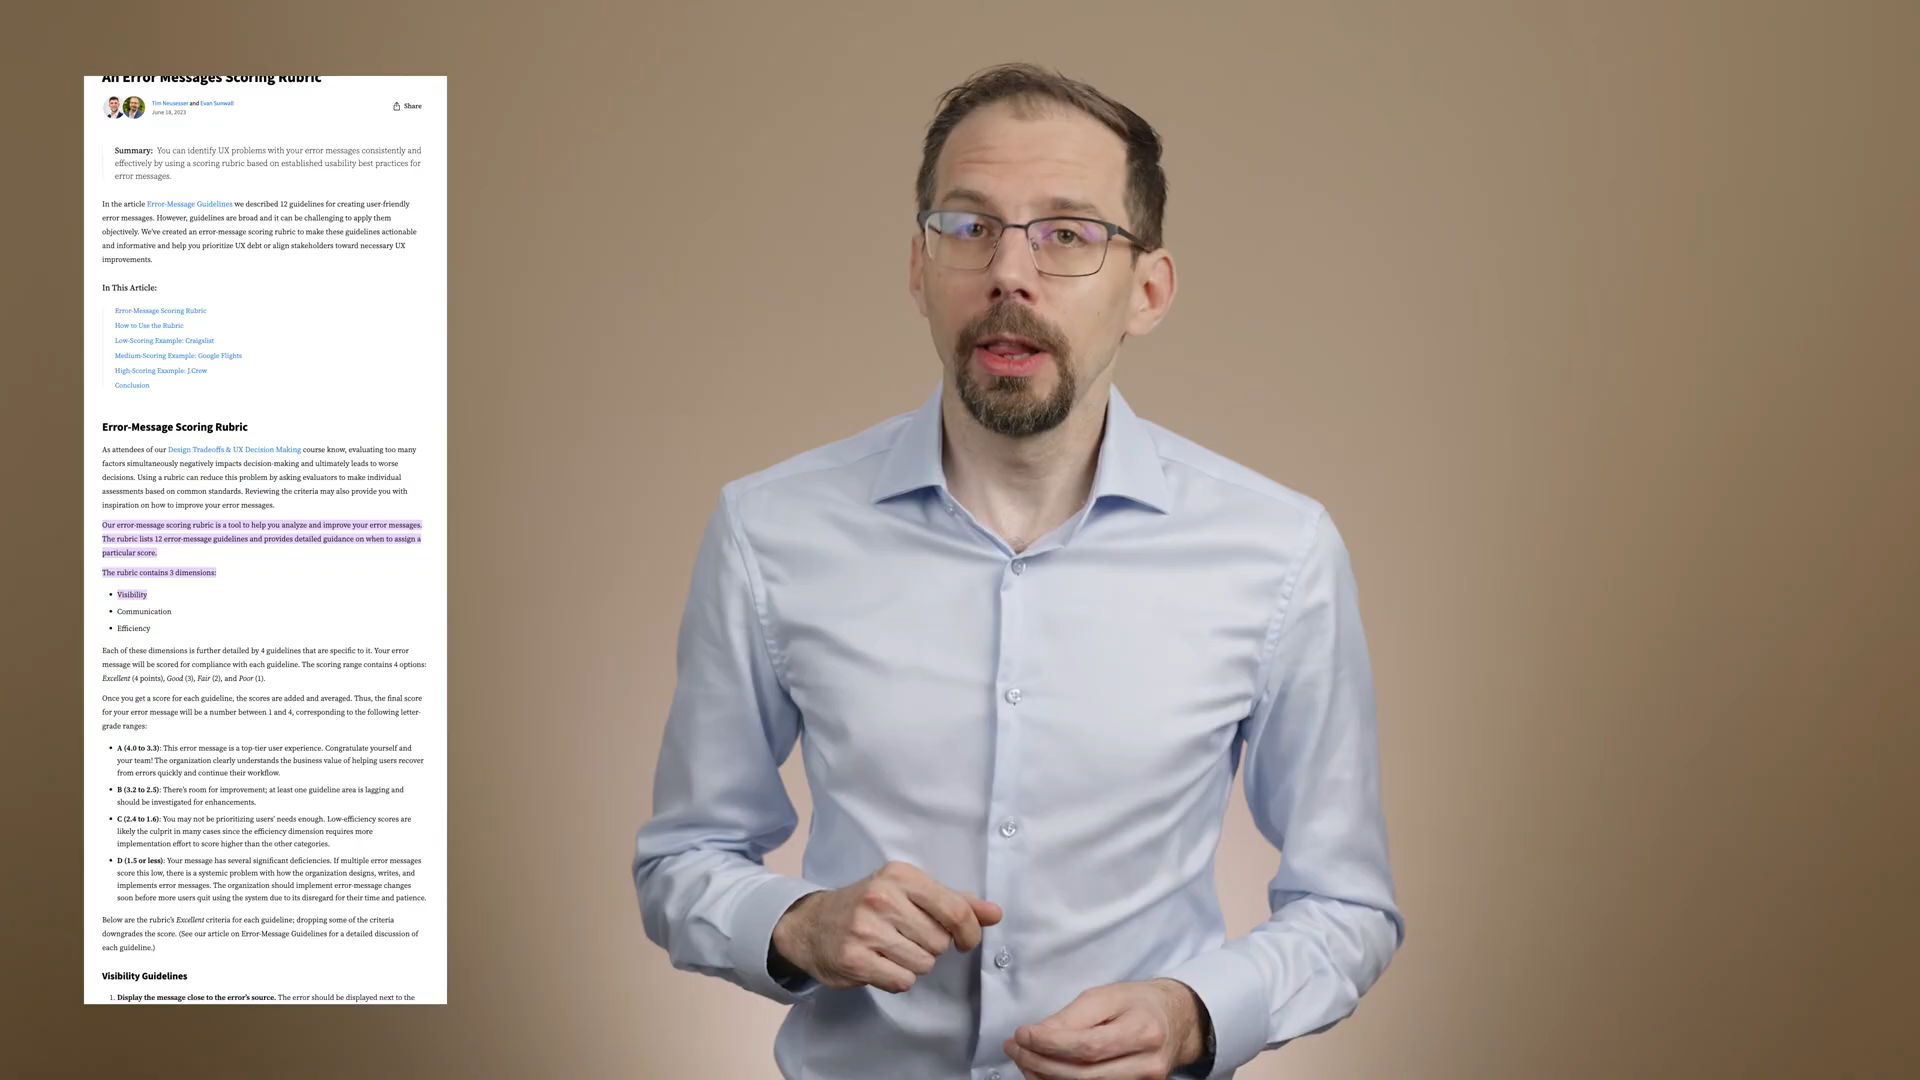 An Error Messages Scoring Rubric
Tim Neusesser and Evan Sunwall
June 18, 2023
Share
Summary: You can identify UX problems with your error messages consistently and
effectively by using a scoring rubric based on established usability best practices for
error messages.
In the article Error-Message Guidelines we described 12 guidelines for creating user-friendly
error messages. However, guidelines are broad and it can be challenging to apply them
objectively. We've created an error-message scoring rubric to make these guidelines actionable
and informative and help you prioritize UX debt or align stakeholders toward necessary UX
improvements.
In This Article:
Error-Message Scoring Rubric
How to Use the Rubric
Low-Scoring Example: Craigslist
Medium-Scoring Example: Google Flights
High-Scoring Example: J.Crew
Conclusion
Error-Message Scoring Rubric
As attendees of our Design Tradeoffs & UX Decision Making course know, evaluating too many
factors simultaneously negatively impacts decision-making and ultimately leads to worse
decisions. Using a rubric can reduce this problem by asking evaluators to make individual
assessments based on common standards. Reviewing the criteria may also provide you with
inspiration on how to improve your error messages.
Our error-message scoring rubric is a tool to help you analyze and improve your error messages.
The rubric lists 12 error-message guidelines and provides detailed guidance on when to assign a
particular score.
The rubric contains 3 dimensions:
• Visibility
• Communication
• Efficiency
Each of these dimensions is further detailed by 4 guidelines that are specific to it. Your error
message will be scored for compliance with each guideline. The scoring range contains 4 options:
Excellent (4 points), Good (3), Fair (2), and Poor (1).
Once you get a score for each guideline, the scores are added and averaged. Thus, the final score
for your error message will be a number between 1 and 4, corresponding to the following letter-
grade ranges:
• A (4.0 to 3.3): This error message is a top-tier user experience. Congratulate yourself and
your team! The organization clearly understands the business value of helping users recover
from errors quickly and continue their workflow.
• B (3.2 to 2.5): There's room for improvement; at least one guideline area is lagging and
should be investigated for enhancements.
• C (2.4 to 1.6): You may not be prioritizing users' needs enough. Low-efficiency scores are
likely the culprit in many cases since the efficiency dimension requires more
implementation effort to score higher than the other categories.
• D (1.5 or less): Your message has several significant deficiencies. If multiple error messages
score this low, there is a systemic problem with how the organization designs, writes, and
implements error messages. The organization should implement error-message changes
soon before more users quit using the system due to its disregard for their time and patience.
Below are the rubric's Excellent criteria for each guideline; dropping some of the criteria
downgrades the score. (See our article on Error-Message Guidelines for a detailed discussion of
each guideline.)
Visibility Guidelines
1. Display the message close to the error's source. The error should be displayed next to the